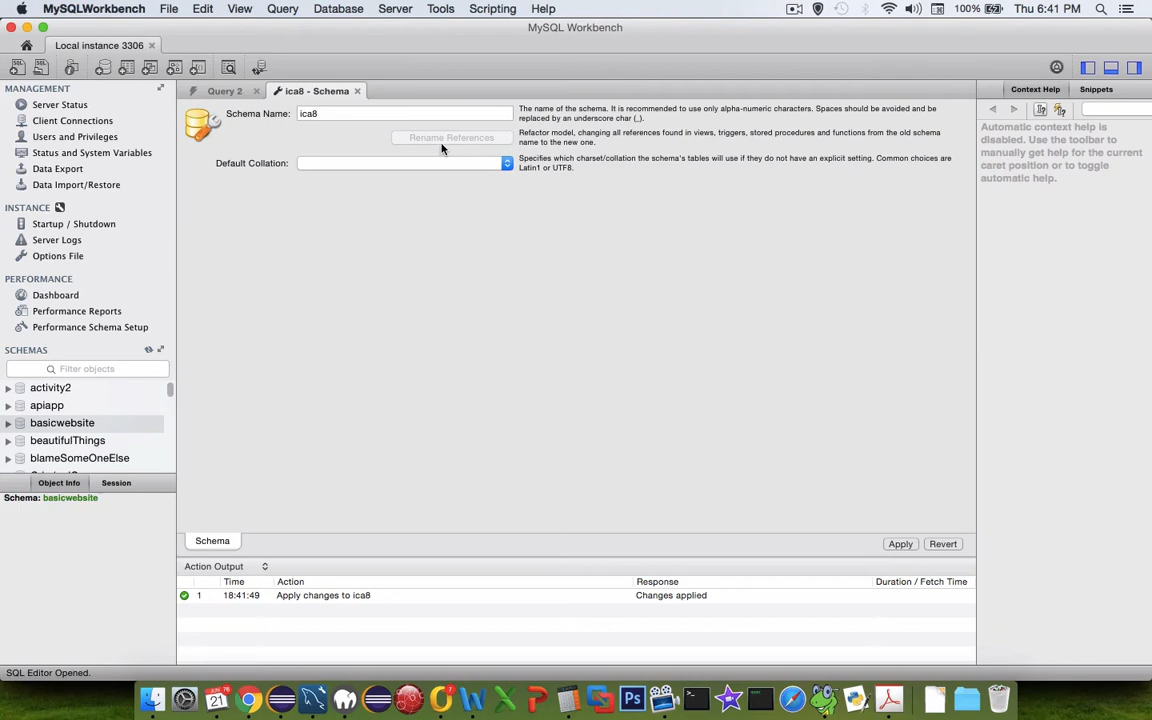 MySQLWorkbench File Edit View Query Database Server Tools Scripting Help 100% Thu 6:41 PM
MySQL Workbench
Local instance 3306
MANAGEMENT
Server Status
Client Connections
Users and Privileges
Status and System Variables
Data Export
Data Import/Restore
INSTANCE
Startup / Shutdown
Server Logs
Options File
PERFORMANCE
Dashboard
Performance Reports
Performance Schema Setup
SCHEMAS
Filter objects
activity2
apiapp
basicwebsite
beautifulThings
blameSomeOneElse
Object Info Session
Schema: basicwebsite
Query 2 ica8 - Schema
Schema Name: ica8
The name of the schema. It is recommended to use only alpha-numeric characters. Spaces should be avoided and be
replaced by an underscore char (_).
Rename References
Refactor model, changing all references found in views, triggers, stored procedures and functions from the old schema
name to the new one.
Default Collation:
Specifies which charset/collation the schema's tables will use if they do not have an explicit setting. Common choices are
Latin1 or UTF8.
Schema
Apply Revert
Action Output
Time Action Response Duration / Fetch Time
1 18:41:49 Apply changes to ica8 Changes applied
Context Help Snippets
Automatic context help is
disabled. Use the toolbar to
manually get help for the current
caret position or to toggle
automatic help.
SQL Editor Opened.